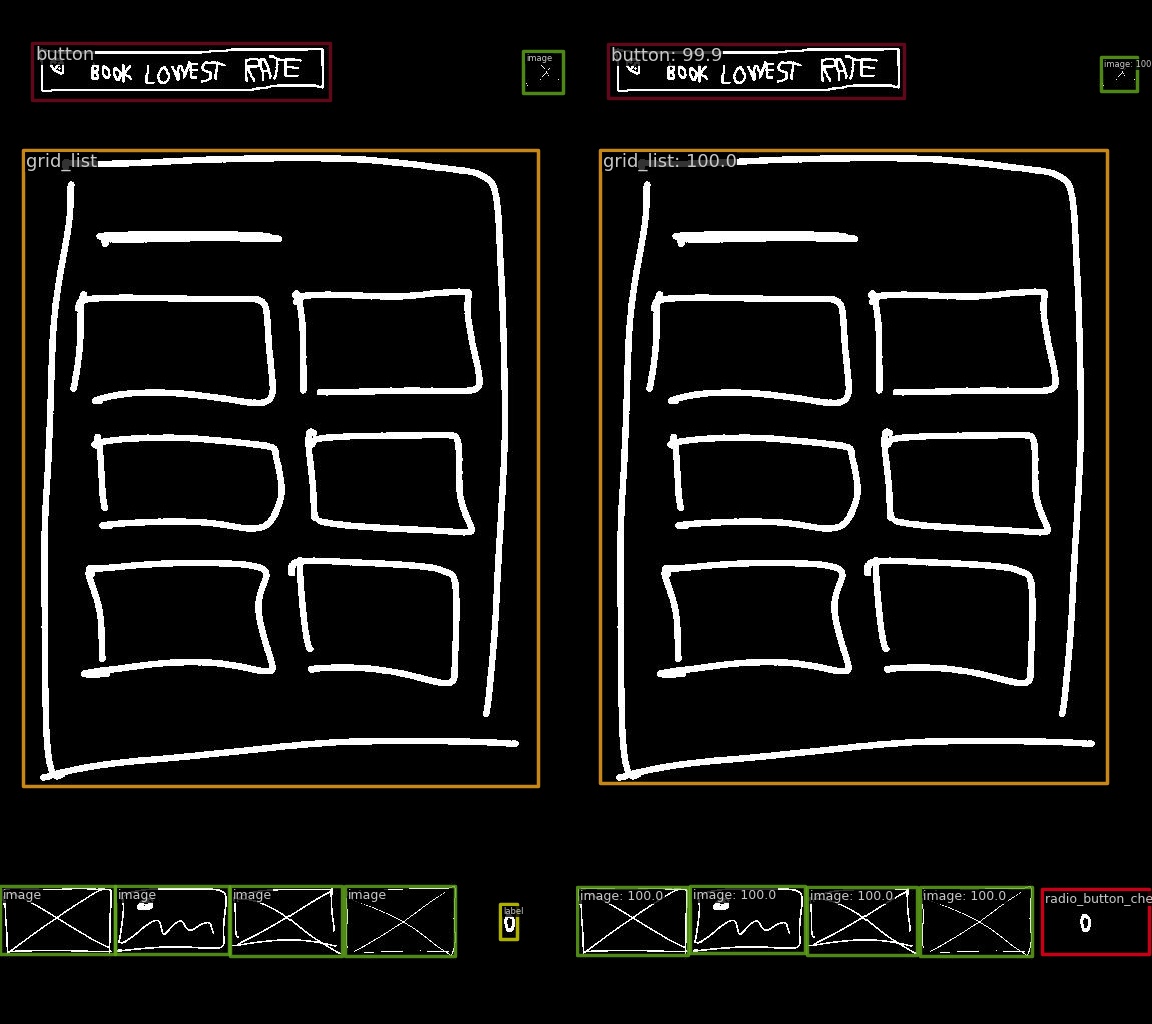 button
image
button: 99.9
image: 100
BOOK LOWEST RATE
BOOK LOWEST RATE
grid_list
grid_list: 100.0
image
image
image
image
label
0
image: 100.0
image: 100.0
image: 100.0
image: 100.0
radio_button_che
0